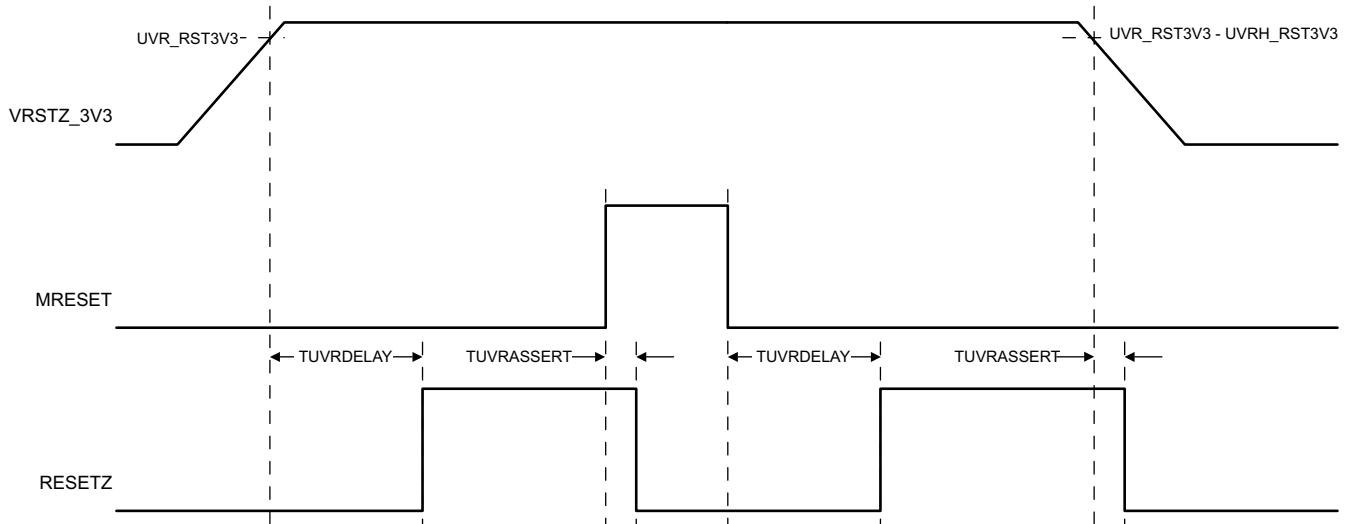 UVR_RST3V3
UVR_RST3V3 - UVRH_RST3V3
VRSTZ_3V3
MRESET
TUVRDELAY TUVRASSERT TUVRDELAY TUVRASSERT
RESETZ